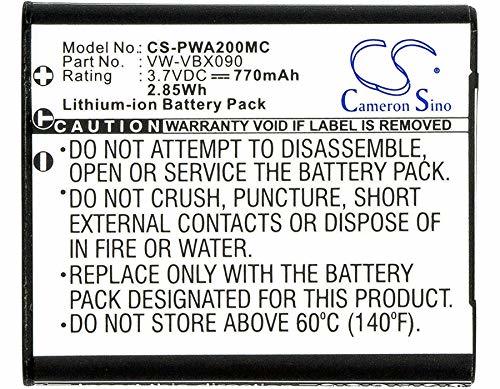 Model No.: CS-PWA200MC
Part No.: VW-VBX090
Rating: 3.7VDC 770mAh
2.85Wh
Lithium-ion Battery Pack
CS
Cameron Sino
CAUTION WARRANTY VOID IF LABEL IS REMOVED
• DO NOT ATTEMPT TO DISASSEMBLE,
OPEN OR SERVICE THE BATTERY PACK
• DO NOT CRUSH, PUNCTURE, SHORT
EXTERNAL CONTACTS OR DISPOSE OF
IN FIRE OR WATER.
• REPLACE ONLY WITH THE BATTERY
PACK DESIGNATED FOR THIS PRODUCT.
• DO NOT STORE ABOVE 60°C (140°F)